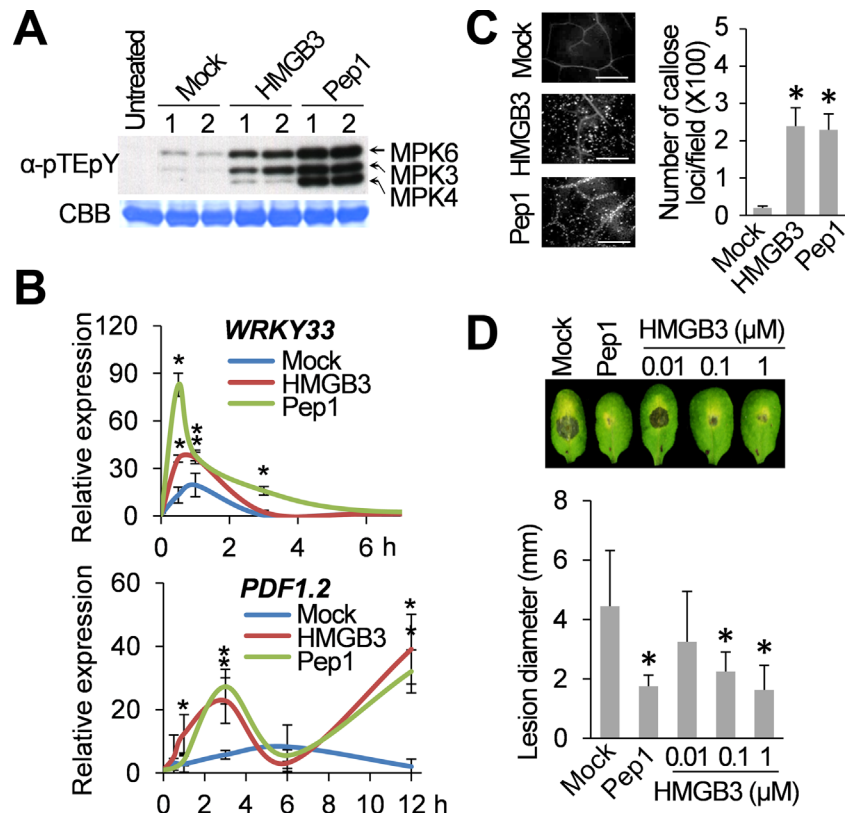 A
Untreated
Mock
HMGB3
Pep1
1 2 1 2 1 2
α-pTEpY
MPK6
MPK3
MPK4
CBB
B
WRKY33
Relative expression
120
90
60
30
0
Mock
HMGB3
Pep1
*
*
*
*
*
0 2 4 6 h
PDF1.2
Relative expression
60
40
20
0
Mock
HMGB3
Pep1
*
*
*
*
*
0 2 4 6 8 10 12 h
C
Mock
HMGB3
Pep1
Number of callose
loci/field (X100)
5
4
3
2
1
0
* *
Mock
HMGB3
Pep1
D
Mock
Pep1
HMGB3 (µM)
0.01 0.1 1
Lesion diameter (mm)
8
6
4
2
0
* * *
Mock
Pep1
0.01 0.1 1
HMGB3 (µM)